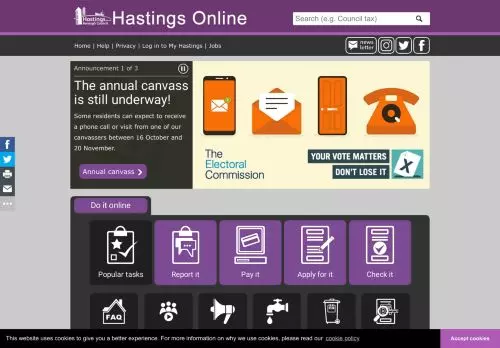 Hastings
Borough Council
Hastings Online
Search (e.g. Council tax)
Home | Help | Privacy | Log in to My Hastings | Jobs
news
letter
Announcement 1 of 3
The annual canvass
is still underway!
Some residents can expect to
receive a phone call or visit from one of our
canvassers between 16 October and
20 November.
Annual canvass
The
Electoral
Commission
YOUR VOTE MATTERS
DON'T LOSE IT
X
Do it online
Popular tasks
Report it
Pay it
Apply for it
Check it
FAQ
This website uses cookies to give you a better experience. For more information on why we use cookies, please read our cookie policy
Accept cookies